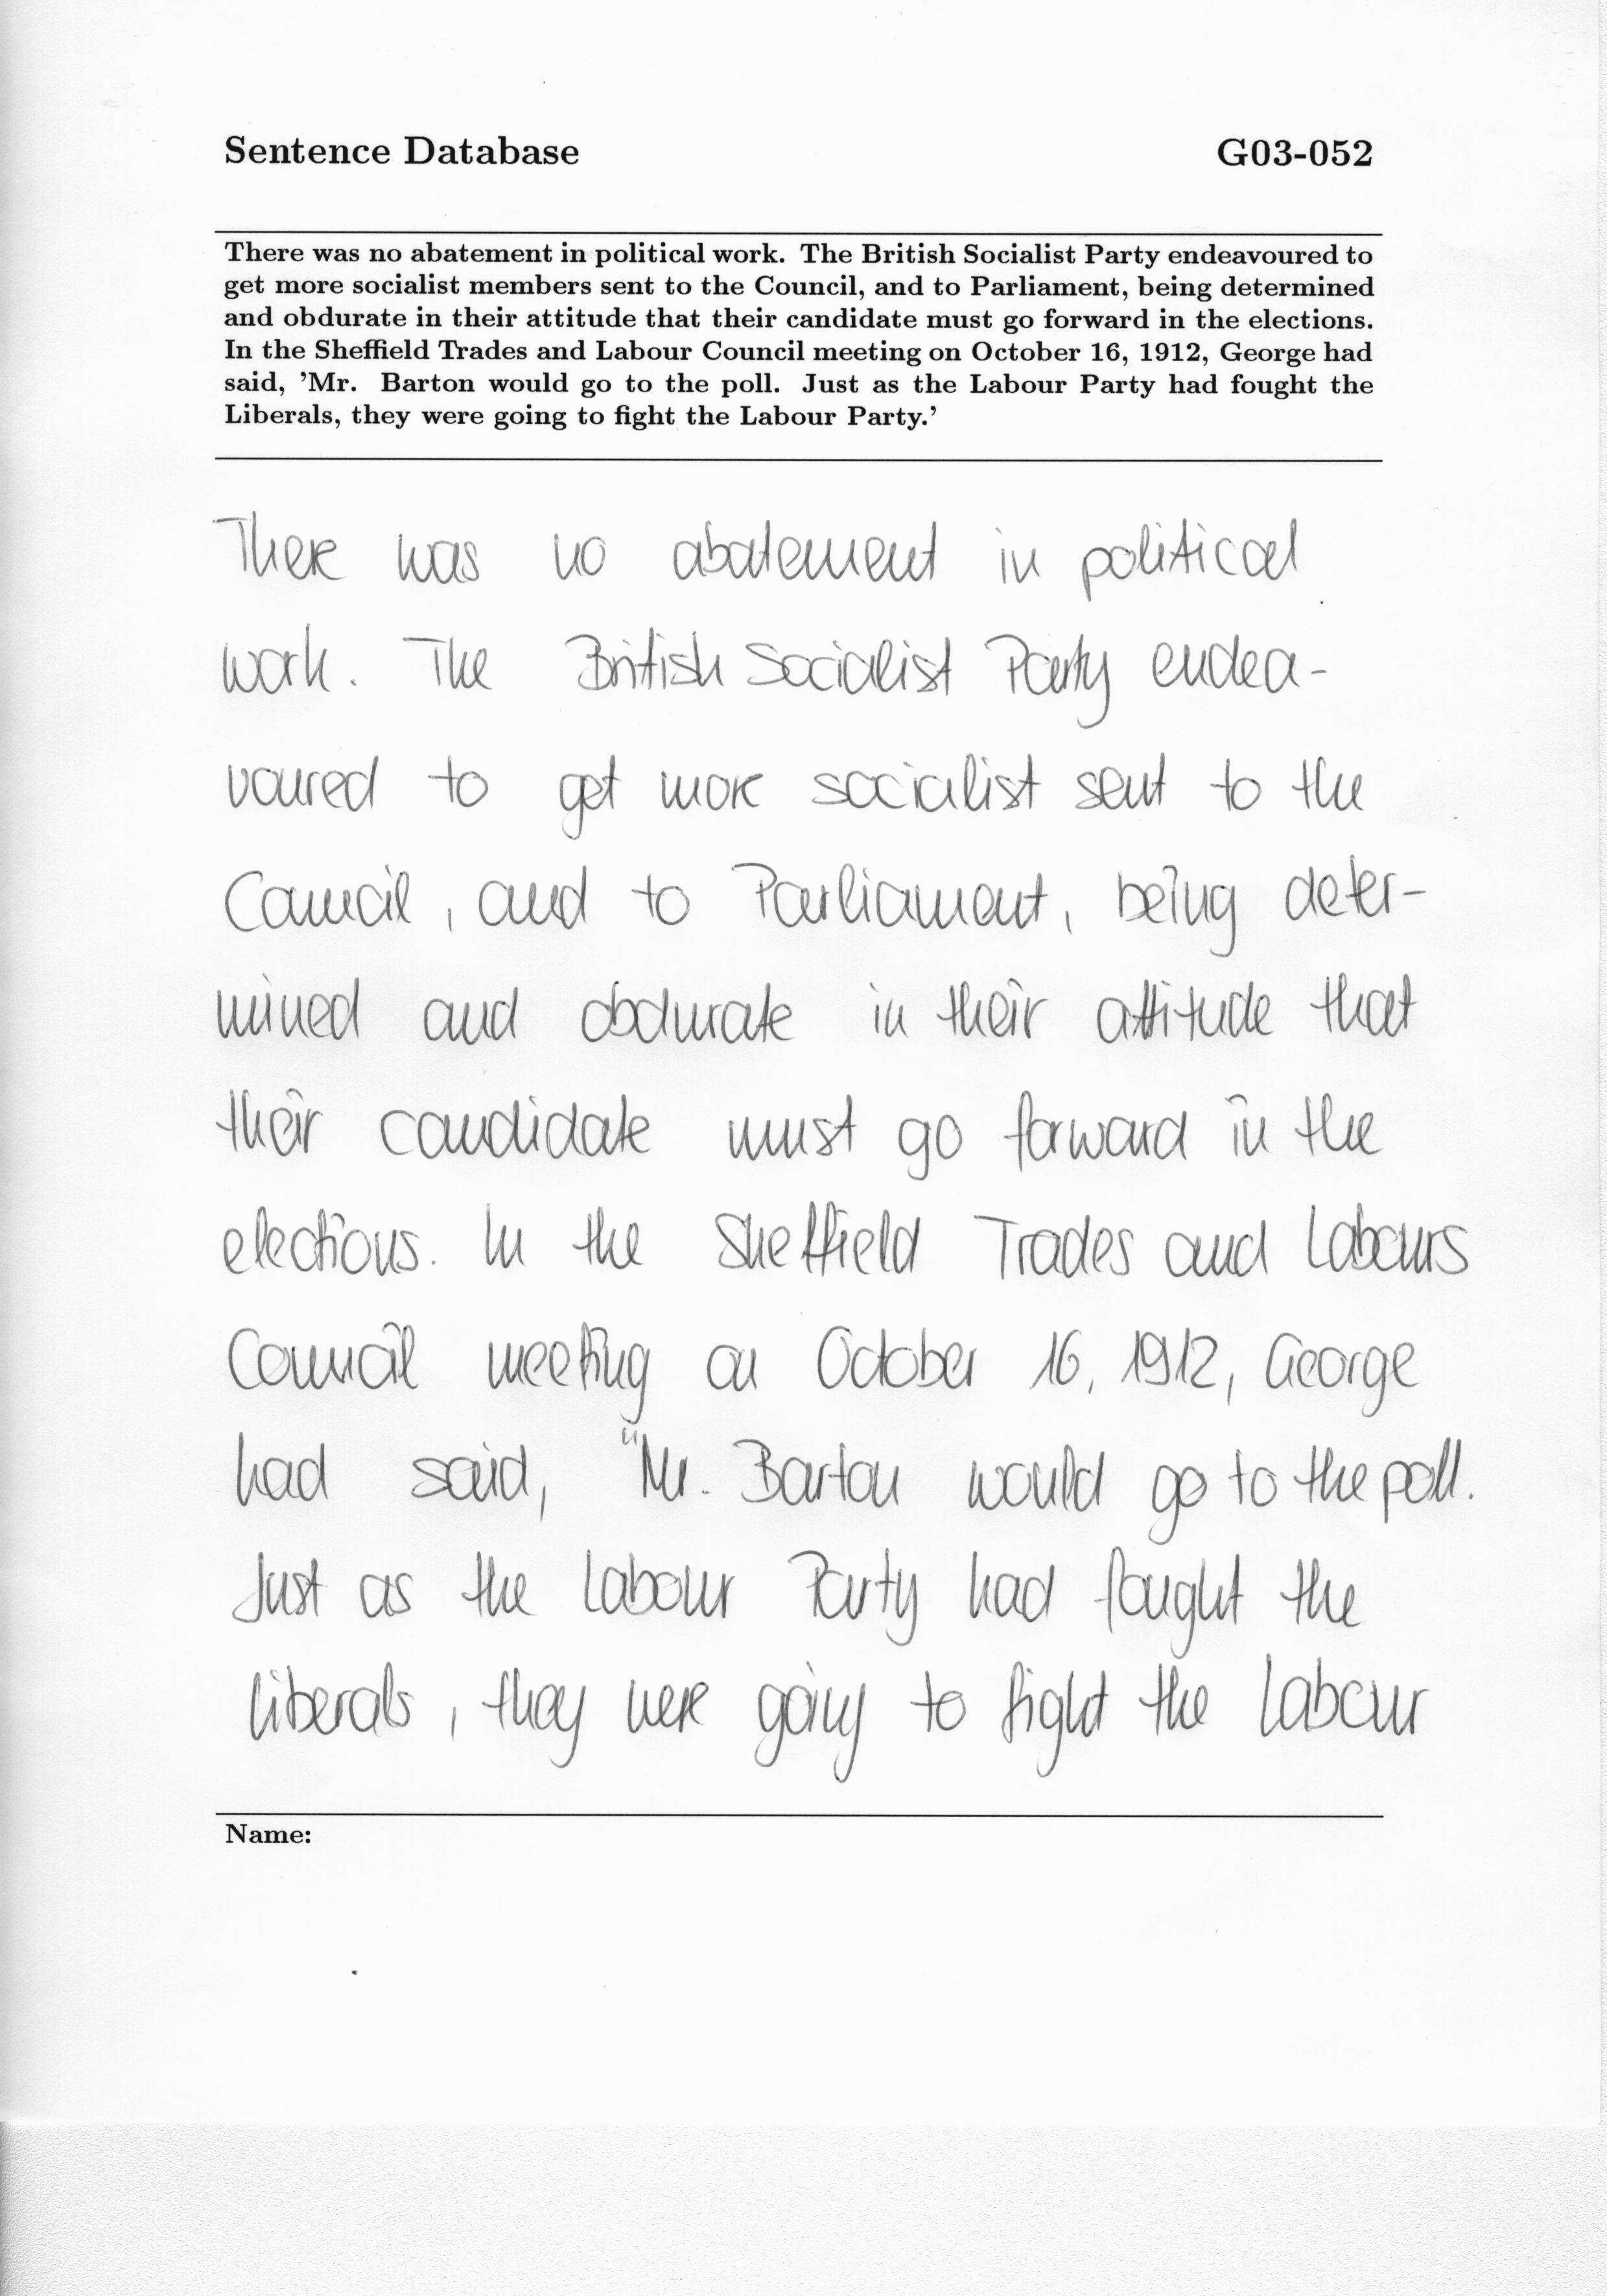 Sentence Database G03-052
There was no abatement in political work. The British Socialist Party endeavoured to
get more socialist members sent to the Council, and to Parliament, being determined
and obdurate in their attitude that their candidate must go forward in the elections.
In the Sheffield Trades and Labour Council meeting on October 16, 1912, George had
said, 'Mr. Barton would go to the poll. Just as the Labour Party had fought the
Liberals, they were going to fight the Labour Party.'
There was no abatement in political
work. The British Socialist Party endea-
voured to get more socialist sent to the
Council, and to Parliament, being deter-
mined and obdurate in their attitude that
their candidate must go forward in the
elections. In the Sheffield Trades and Labours
Council meeting on October 16, 1912, George
had said, "Mr. Barton would go to the poll.
Just as the Labour Party had fought the
Liberals, they were going to fight the Labour
Name: